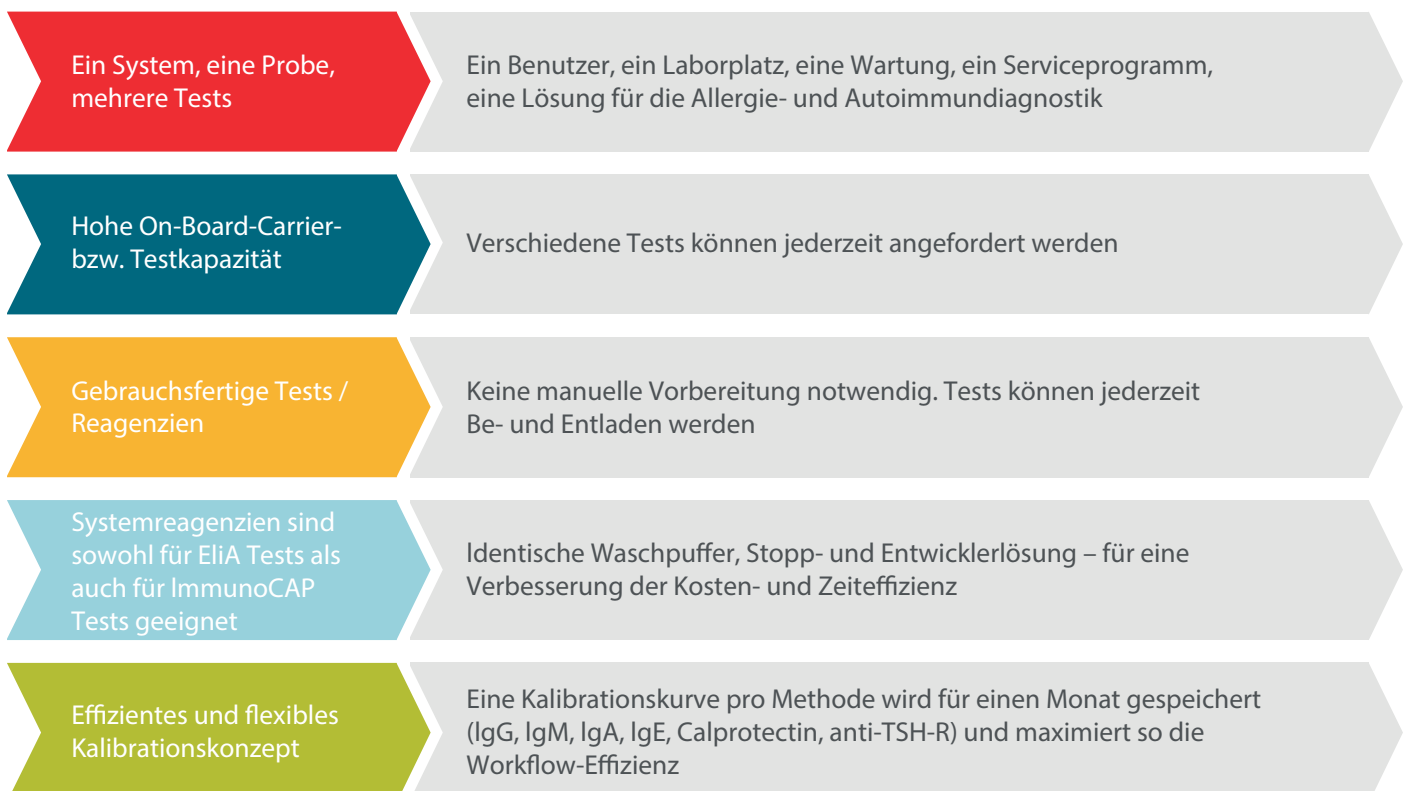 Ein System, eine Probe,
mehrere Tests
Ein Benutzer, ein Laborplatz, eine Wartung, ein Serviceprogramm,
eine Lösung für die Allergie- und Autoimmundiagnostik
Hohe On-Board-Carrier-
bzw. Testkapazität
Verschiedene Tests können jederzeit angefordert werden
Gebrauchsfertige Tests /
Reagenzien
Keine manuelle Vorbereitung notwendig. Tests können jederzeit
Be- und Entladen werden
Systemreagenzien sind
sowohl für EliA Tests als
auch für ImmunoCAP
Tests geeignet
Identische Waschpuffer, Stopp- und Entwicklerlösung – für eine
Verbesserung der Kosten- und Zeiteffizienz
Effizientes und flexibles
Kalibrationskonzept
Eine Kalibrationskurve pro Methode wird für einen Monat gespeichert
(IgG, IgM, IgA, IgE, Calprotectin, anti-TSH-R) und maximiert so die
Workflow-Effizienz